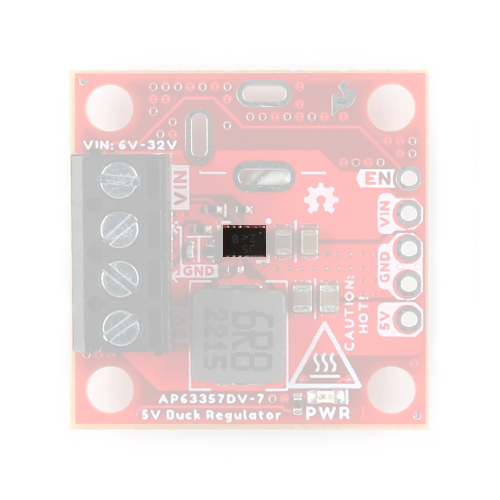 VIN: 6V-32V
VIN
EN
VIN
GND
GND
5V
CAUTION:
HOT!
6R8
2215
AP63357DV-7
5V Buck Regulator
PWR